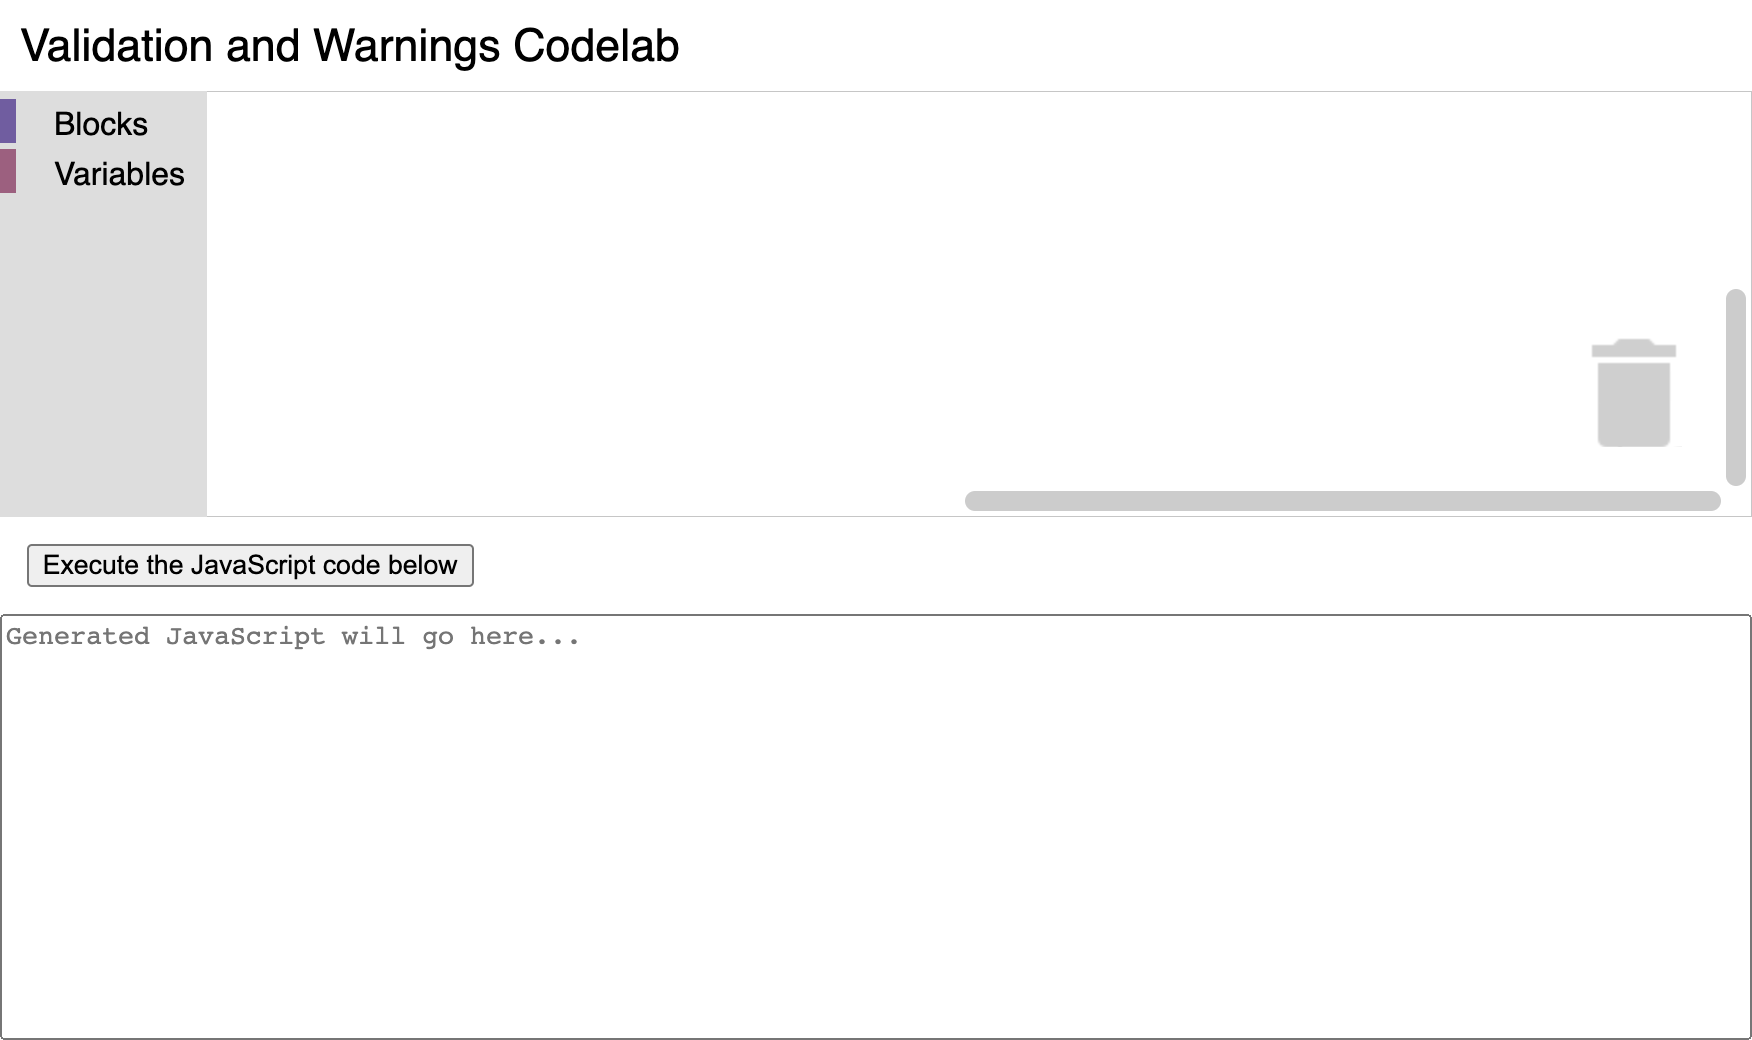 Validation and Warnings Codelab
Blocks
Variables
Execute the JavaScript code below
Generated JavaScript will go here...